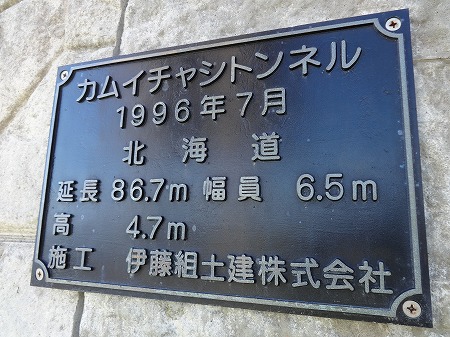 カムイチャシトンネル
1996年7月
北海道
延長 86.7m 幅員 6.5m
高 4.7m
施工 伊藤組土建株式会社